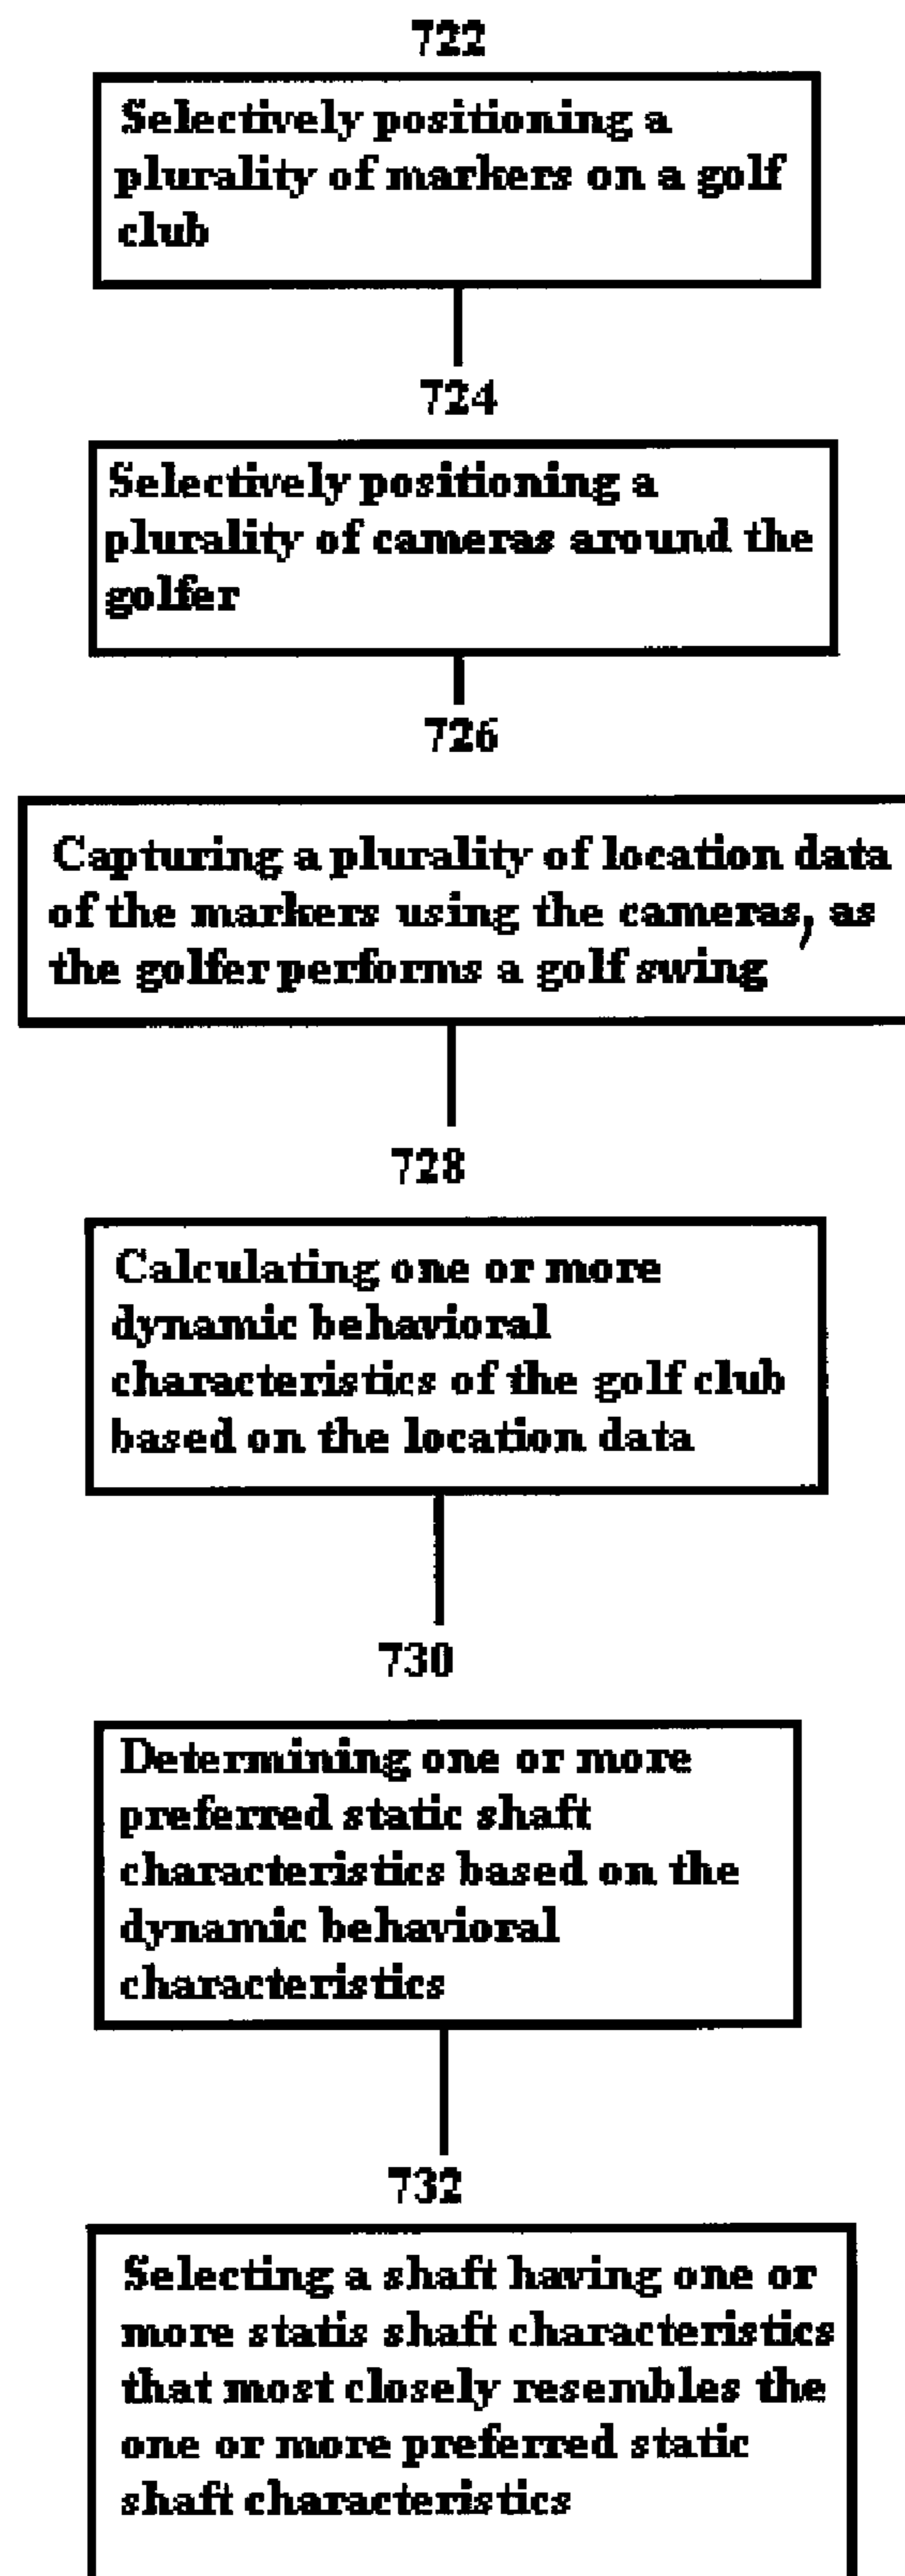 722
Selectively positioning a
plurality of markers on a golf
club
724
Selectively positioning a
plurality of cameras around the
golfer
726
Capturing a plurality of location data
of the markers using the cameras, as
the golfer performs a golf swing
728
Calculating one or more
dynamic behavioral
characteristics of the golf club
based on the location data
730
Determining one or more
preferred static shaft
characteristics based on the
dynamic behavioral
characteristics
732
Selecting a shaft having one or
more statis shaft characteristics
that most closely resembles the
one or more preferred static
shaft characteristics